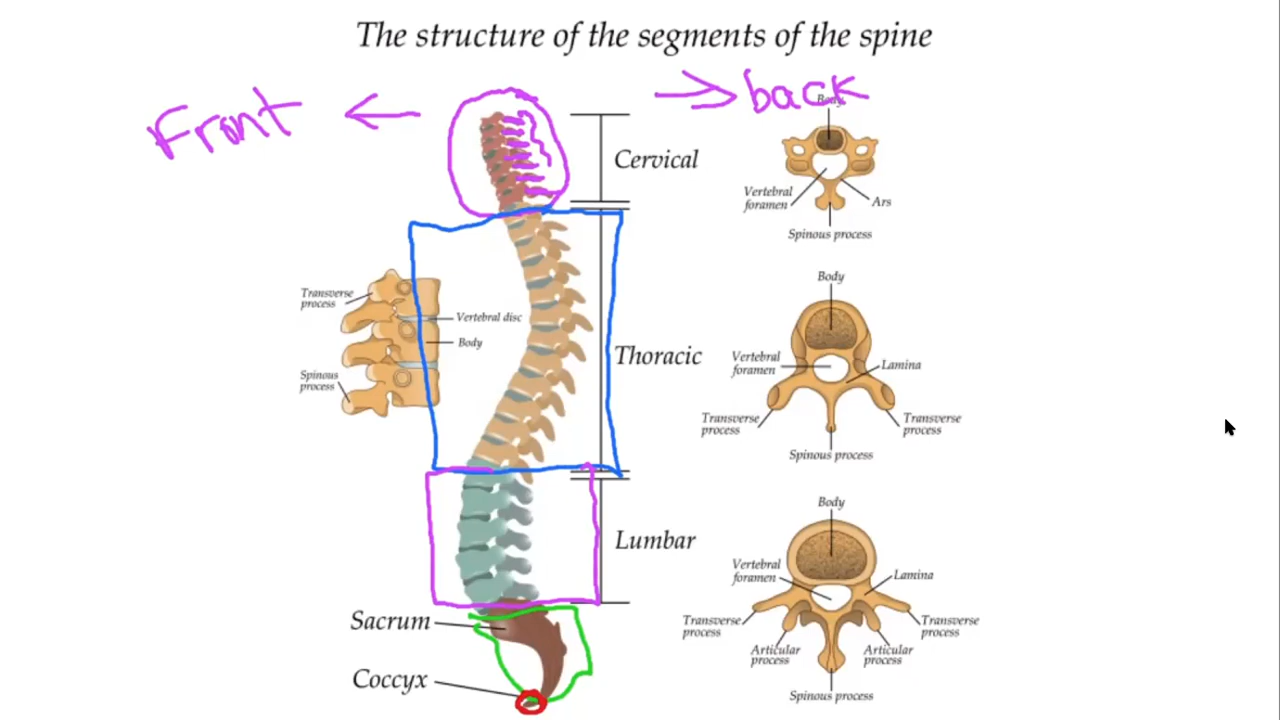 The structure of the segments of the spine
Front
back
Body
Cervical
Vertebral
foramen
Ars
Spinous process
Transverse
process
Vertebral disc
Body
Spinous
process
Thoracic
Body
Vertebral
foramen
Lamina
Transverse
process
Transverse
process
Spinous process
Lumbar
Body
Vertebral
foramen
Lamina
Transverse
process
Articular
process
Articular
process
Transverse
process
Spinous process
Sacrum
Coccyx